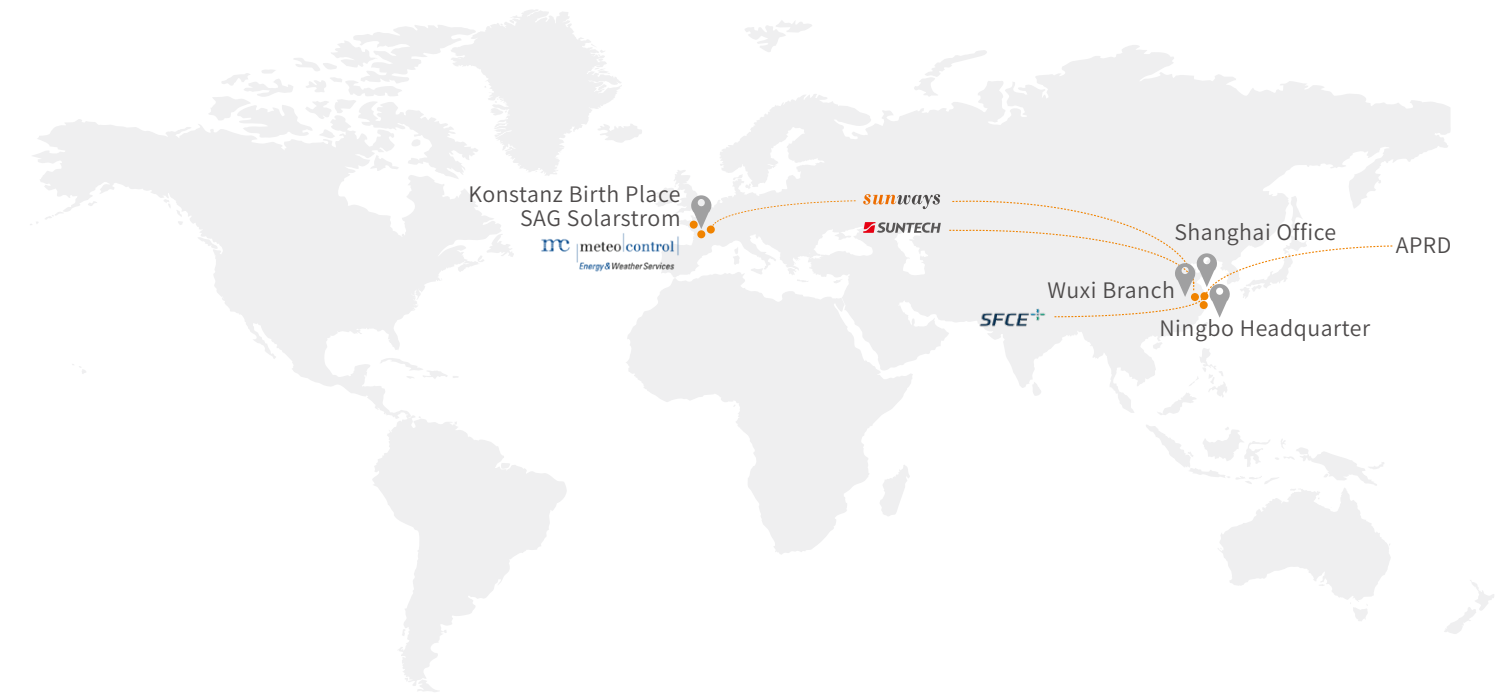 Konstanz Birth Place
SAG Solarstrom
mc meteo control
Energy & Weather Services
sunways
SUNTECH
Shanghai Office
APRD
Wuxi Branch
SFCE
Ningbo Headquarter